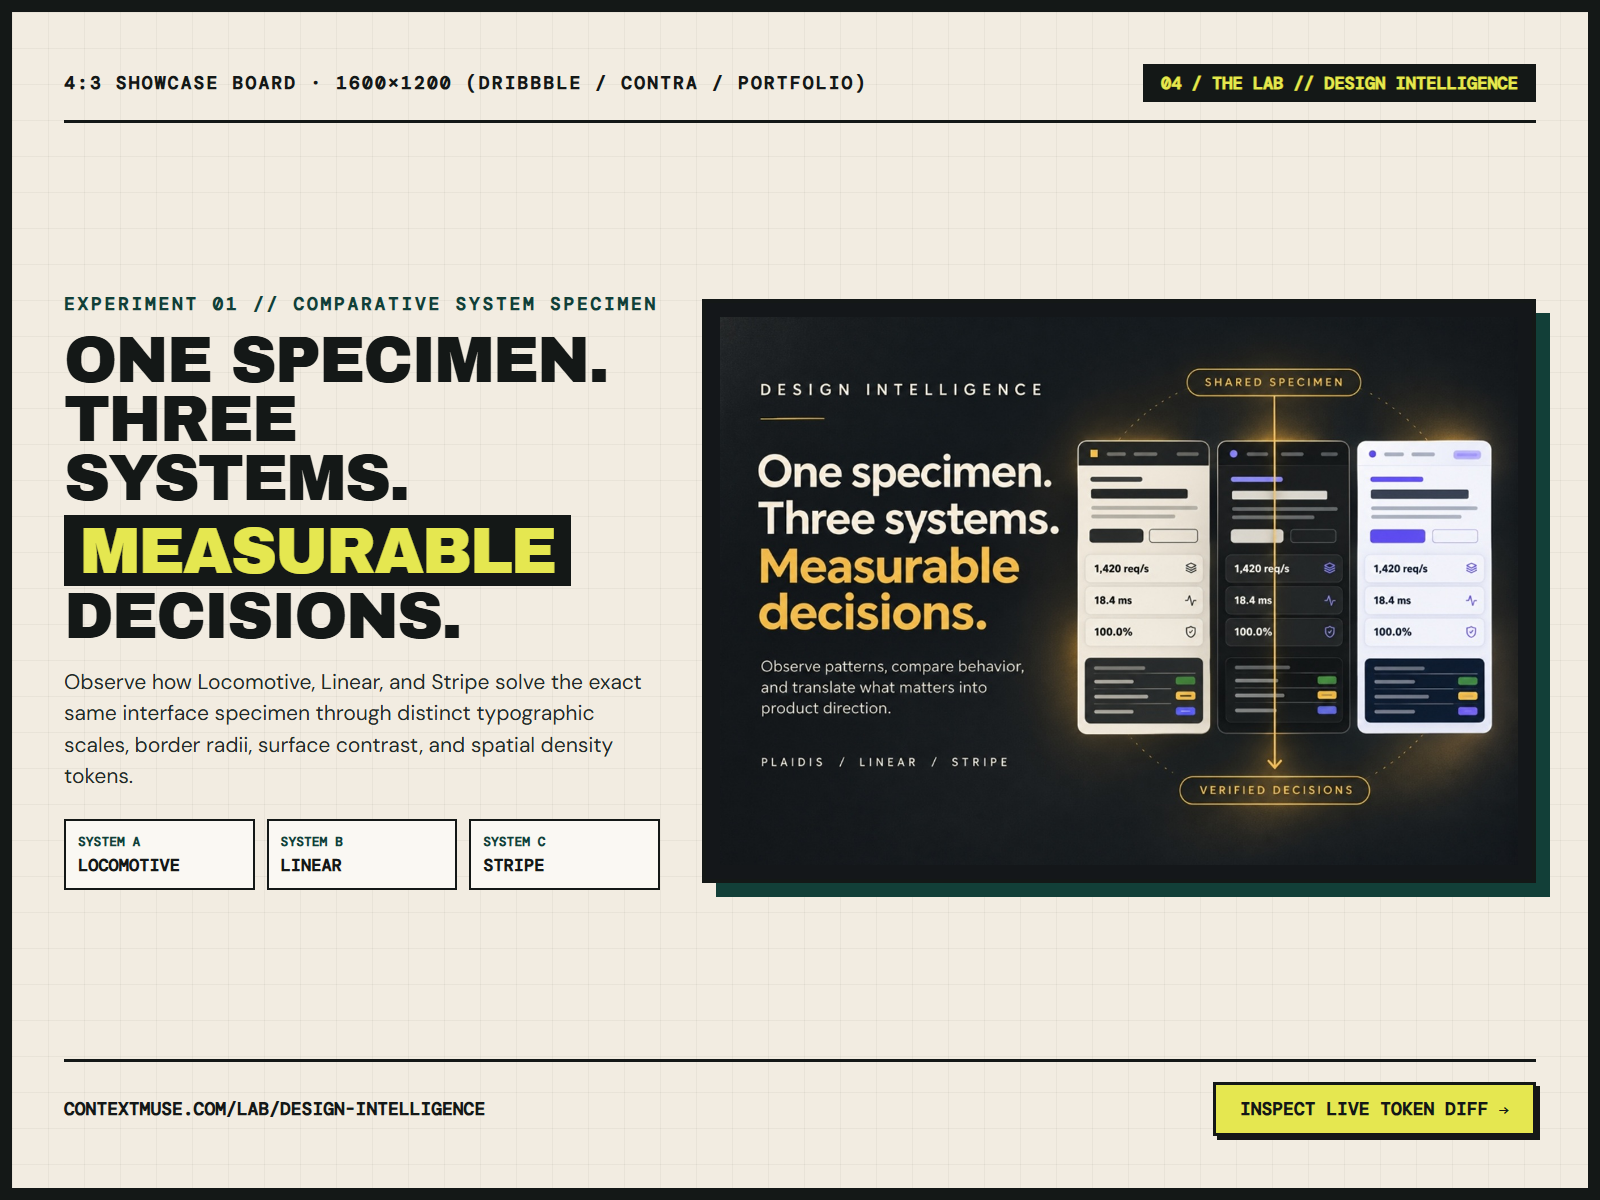 4:3 SHOWCASE BOARD · 1600×1200 (DRIBBBLE / CONTRA / PORTFOLIO)
04 / THE LAB // DESIGN INTELLIGENCE
EXPERIMENT 01 // COMPARATIVE SYSTEM SPECIMEN
ONE SPECIMEN.
THREE
SYSTEMS.
MEASURABLE
DECISIONS.
Observe how Locomotive, Linear, and Stripe solve the exact
same interface specimen through distinct typographic
scales, border radii, surface contrast, and spatial density
tokens.
SYSTEM A
LOCOMOTIVE
SYSTEM B
LINEAR
SYSTEM C
STRIPE
DESIGN INTELLIGENCE
One specimen.
Three systems.
Measurable
decisions.
Observe patterns, compare behavior,
and translate what matters into
product direction.
PLAIDIS / LINEAR / STRIPE
SHARED SPECIMEN
1,420 req/s
18.4 ms
100.0%
1,420 req/s
18.4 ms
100.0%
1,420 req/s
18.4 ms
100.0%
VERIFIED DECISIONS
CONTEXTMUSE.COM/LAB/DESIGN-INTELLIGENCE
INSPECT LIVE TOKEN DIFF →